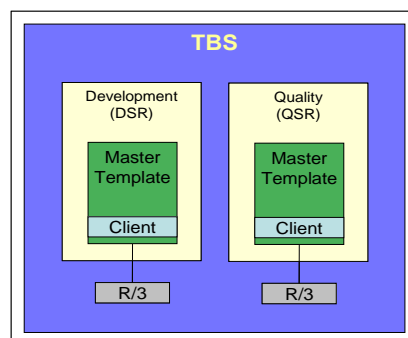 TBS
Development
(DSR)
Master
Template
Client
R/3
Quality
(QSR)
Master
Template
Client
R/3